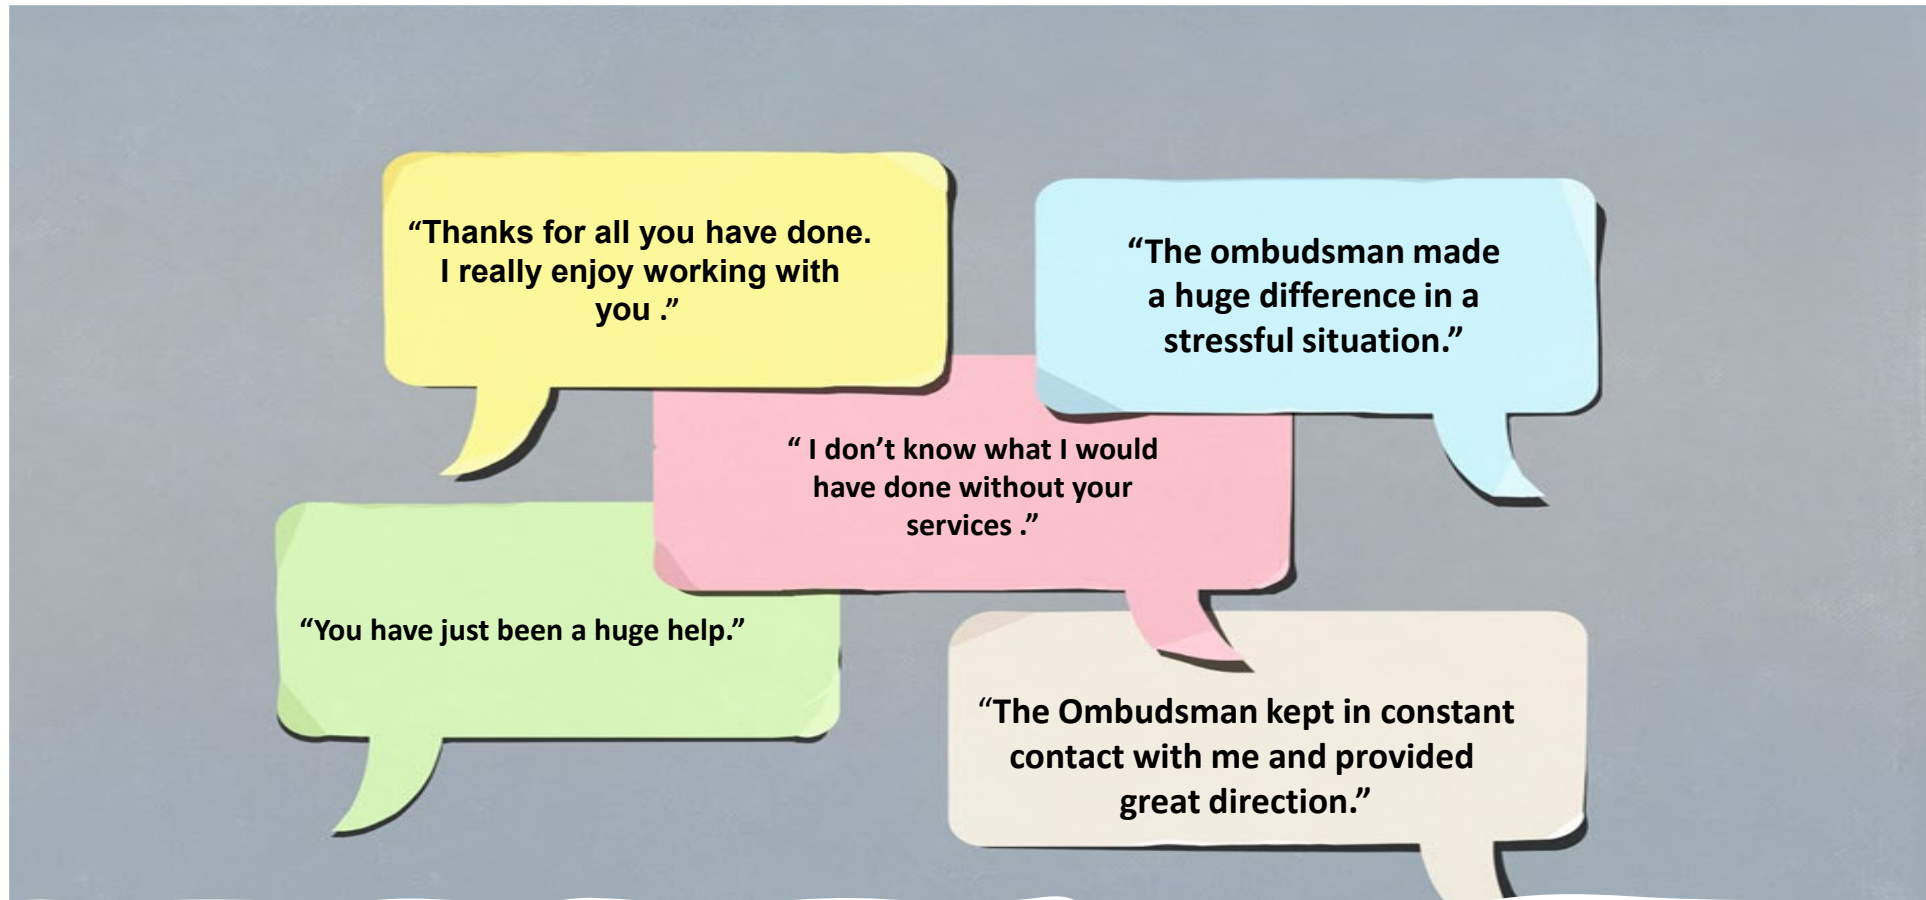 “Thanks for all you have done.
I really enjoy working with
you .”
“The ombudsman made
a huge difference in a
stressful situation.”
“ I don’t know what I would
have done without your
services .”
“You have just been a huge help.”
“The Ombudsman kept in constant
contact with me and provided
great direction.”